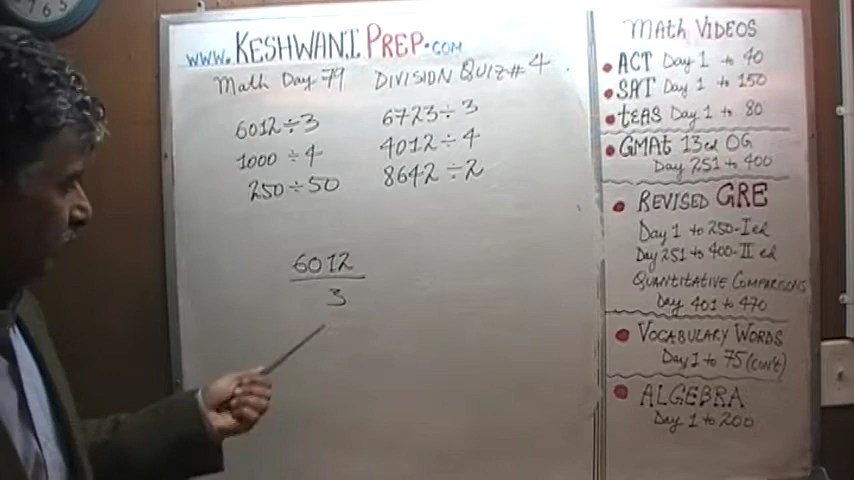 www.KESHWANI PREP.com
Math Day 79 DIVISION QUIZ# 4
6012÷3 6723÷3
1000÷4 4012÷4
250÷50 8642÷2
6012
3
Math VIDEOS
ACT Day 1 to 40
SAT Day 1 to 150
tEAS Day 1 to 80
GMAt 13ed OG
Day 251 to 400
REVISED GRE
Day 1 to 250-I ed
Day 251 to 400-II ed
QUANTITATIVE COMPARISONS
Day 401 to 470
VOCABULARY WORDS
Day 1 to 75 (con't)
ALGEBRA
Day 1 to 200
7 6 5